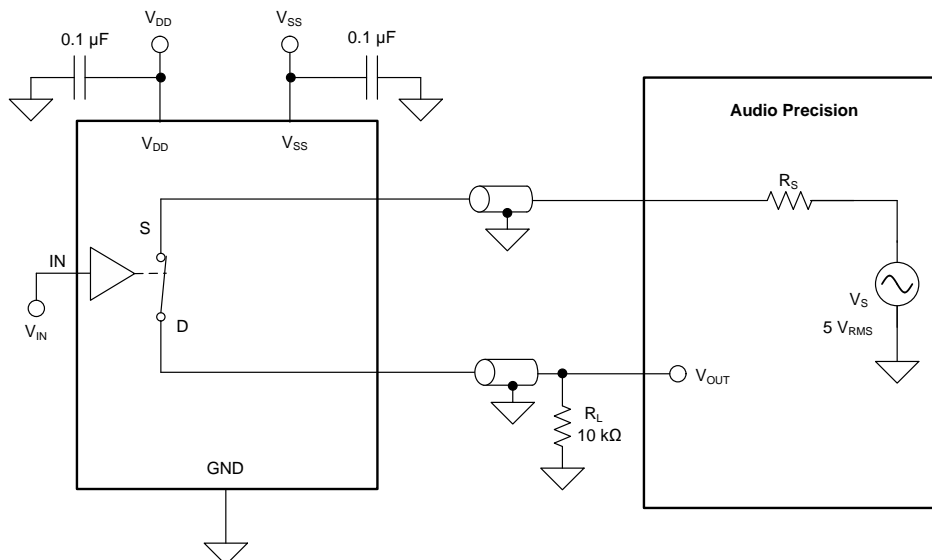 V_DD
V_SS
0.1 µF
0.1 µF
V_DD
V_SS
Audio Precision
R_S
S
IN
V_IN
D
V_S
5 V_RMS
V_OUT
R_L
10 kΩ
GND